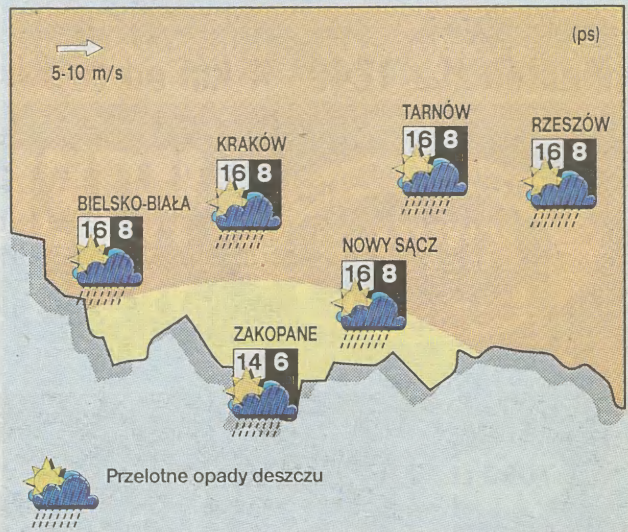 (ps)
5-10 m/s
TARNÓW
16 8
RZESZÓW
16 8
KRAKÓW
16 8
BIELSKO-BIAŁA
16 8
NOWY SĄCZ
16 8
ZAKOPANE
14 6
Przelotne opady deszczu